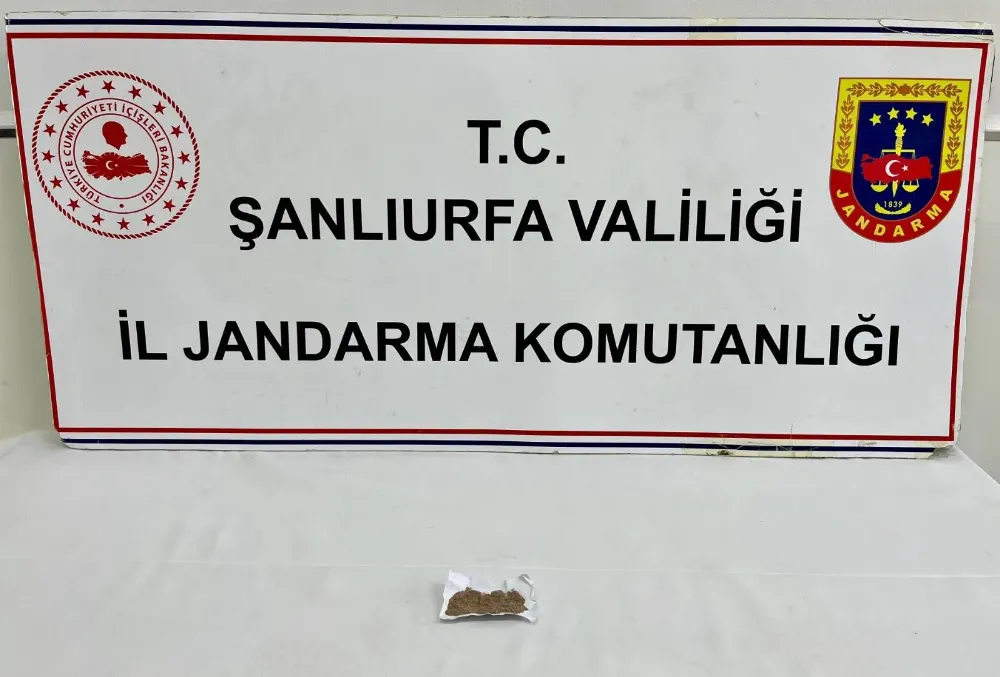 TÜRKİYE CUMHURİYETİ İÇİŞLERİ BAKANLIĞI
T.C.
ŞANLIURFA VALİLİĞİ
İL JANDARMA KOMUTANLIĞI
1839
JANDARMA